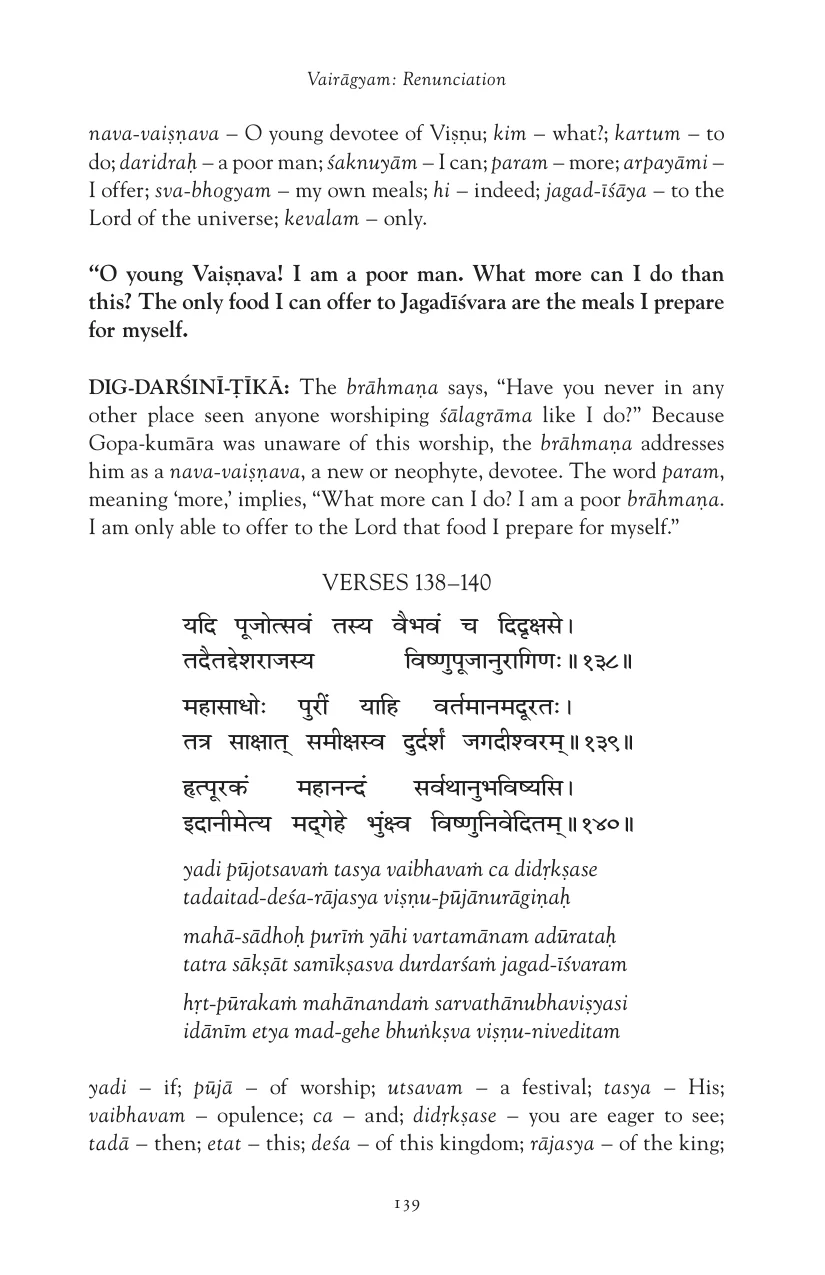 Vairāgyam: Renunciation
nava-vaiṣṇava – O young devotee of Viṣṇu; kim – what?; kartum – to
do; daridraḥ – a poor man; śaknuyām – I can; param – more; arpayāmi –
I offer; sva-bhogyam – my own meals; hi – indeed; jagad-īśāya – to the
Lord of the universe; kevalam – only.
“O young Vaiṣṇava! I am a poor man. What more can I do than
this? The only food I can offer to Jagadīśvara are the meals I prepare
for myself.
DIG-DARŚINĪ-ṬĪKĀ: The brāhmaṇa says, “Have you never in any
other place seen anyone worshiping śālagrāma like I do?” Because
Gopa-kumāra was unaware of this worship, the brāhmaṇa addresses
him as a nava-vaiṣṇava, a new or neophyte, devotee. The word param,
meaning ‘more,’ implies, “What more can I do? I am a poor brāhmaṇa.
I am only able to offer to the Lord that food I prepare for myself.”
VERSES 138–140
यदि पूजोत्सवं तस्य वैभवं च दिदृक्षसे।
तदैतद्देशराजस्य विष्णुपूजानुरागिणः॥१३८॥
महासाधोः पुरीं याहि वर्तमानमदूरतः।
तत्र साक्षात् समीक्षस्व दुर्दर्शं जगदीश्वरम्॥१३९॥
हृत्पूरकं महानन्दं सर्वथानुभविष्यसि।
इदानीमेत्य मद्गेहे भुंक्ष्व विष्णुनिवेदितम्॥१४०॥
yadi pūjotsavaṁ tasya vaibhavaṁ ca didṛkṣase
tadaitad-deśa-rājasya viṣṇu-pūjānurāgiṇaḥ
mahā-sādhoḥ purīṁ yāhi vartamānam adūrataḥ
tatra sākṣāt samīkṣasva durdarśaṁ jagad-īśvaram
hṛt-pūrakaṁ mahānandaṁ sarvathānubhaviṣyasi
idānīm etya mad-gehe bhuṅkṣva viṣṇu-niveditam
yadi – if; pūjā – of worship; utsavam – a festival; tasya – His;
vaibhavam – opulence; ca – and; didṛkṣase – you are eager to see;
tadā – then; etat – this; deśa – of this kingdom; rājasya – of the king;
139